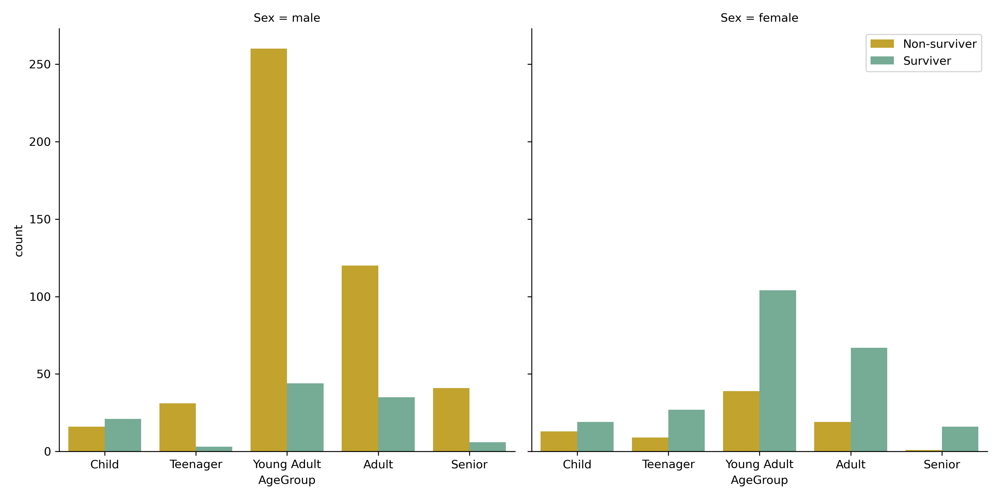 Sex = male
250
200
150
100
50
0
count
Child Teenager Young Adult Adult Senior
AgeGroup
Sex = female
Non-surviver
Surviver
Child Teenager Young Adult Adult Senior
AgeGroup